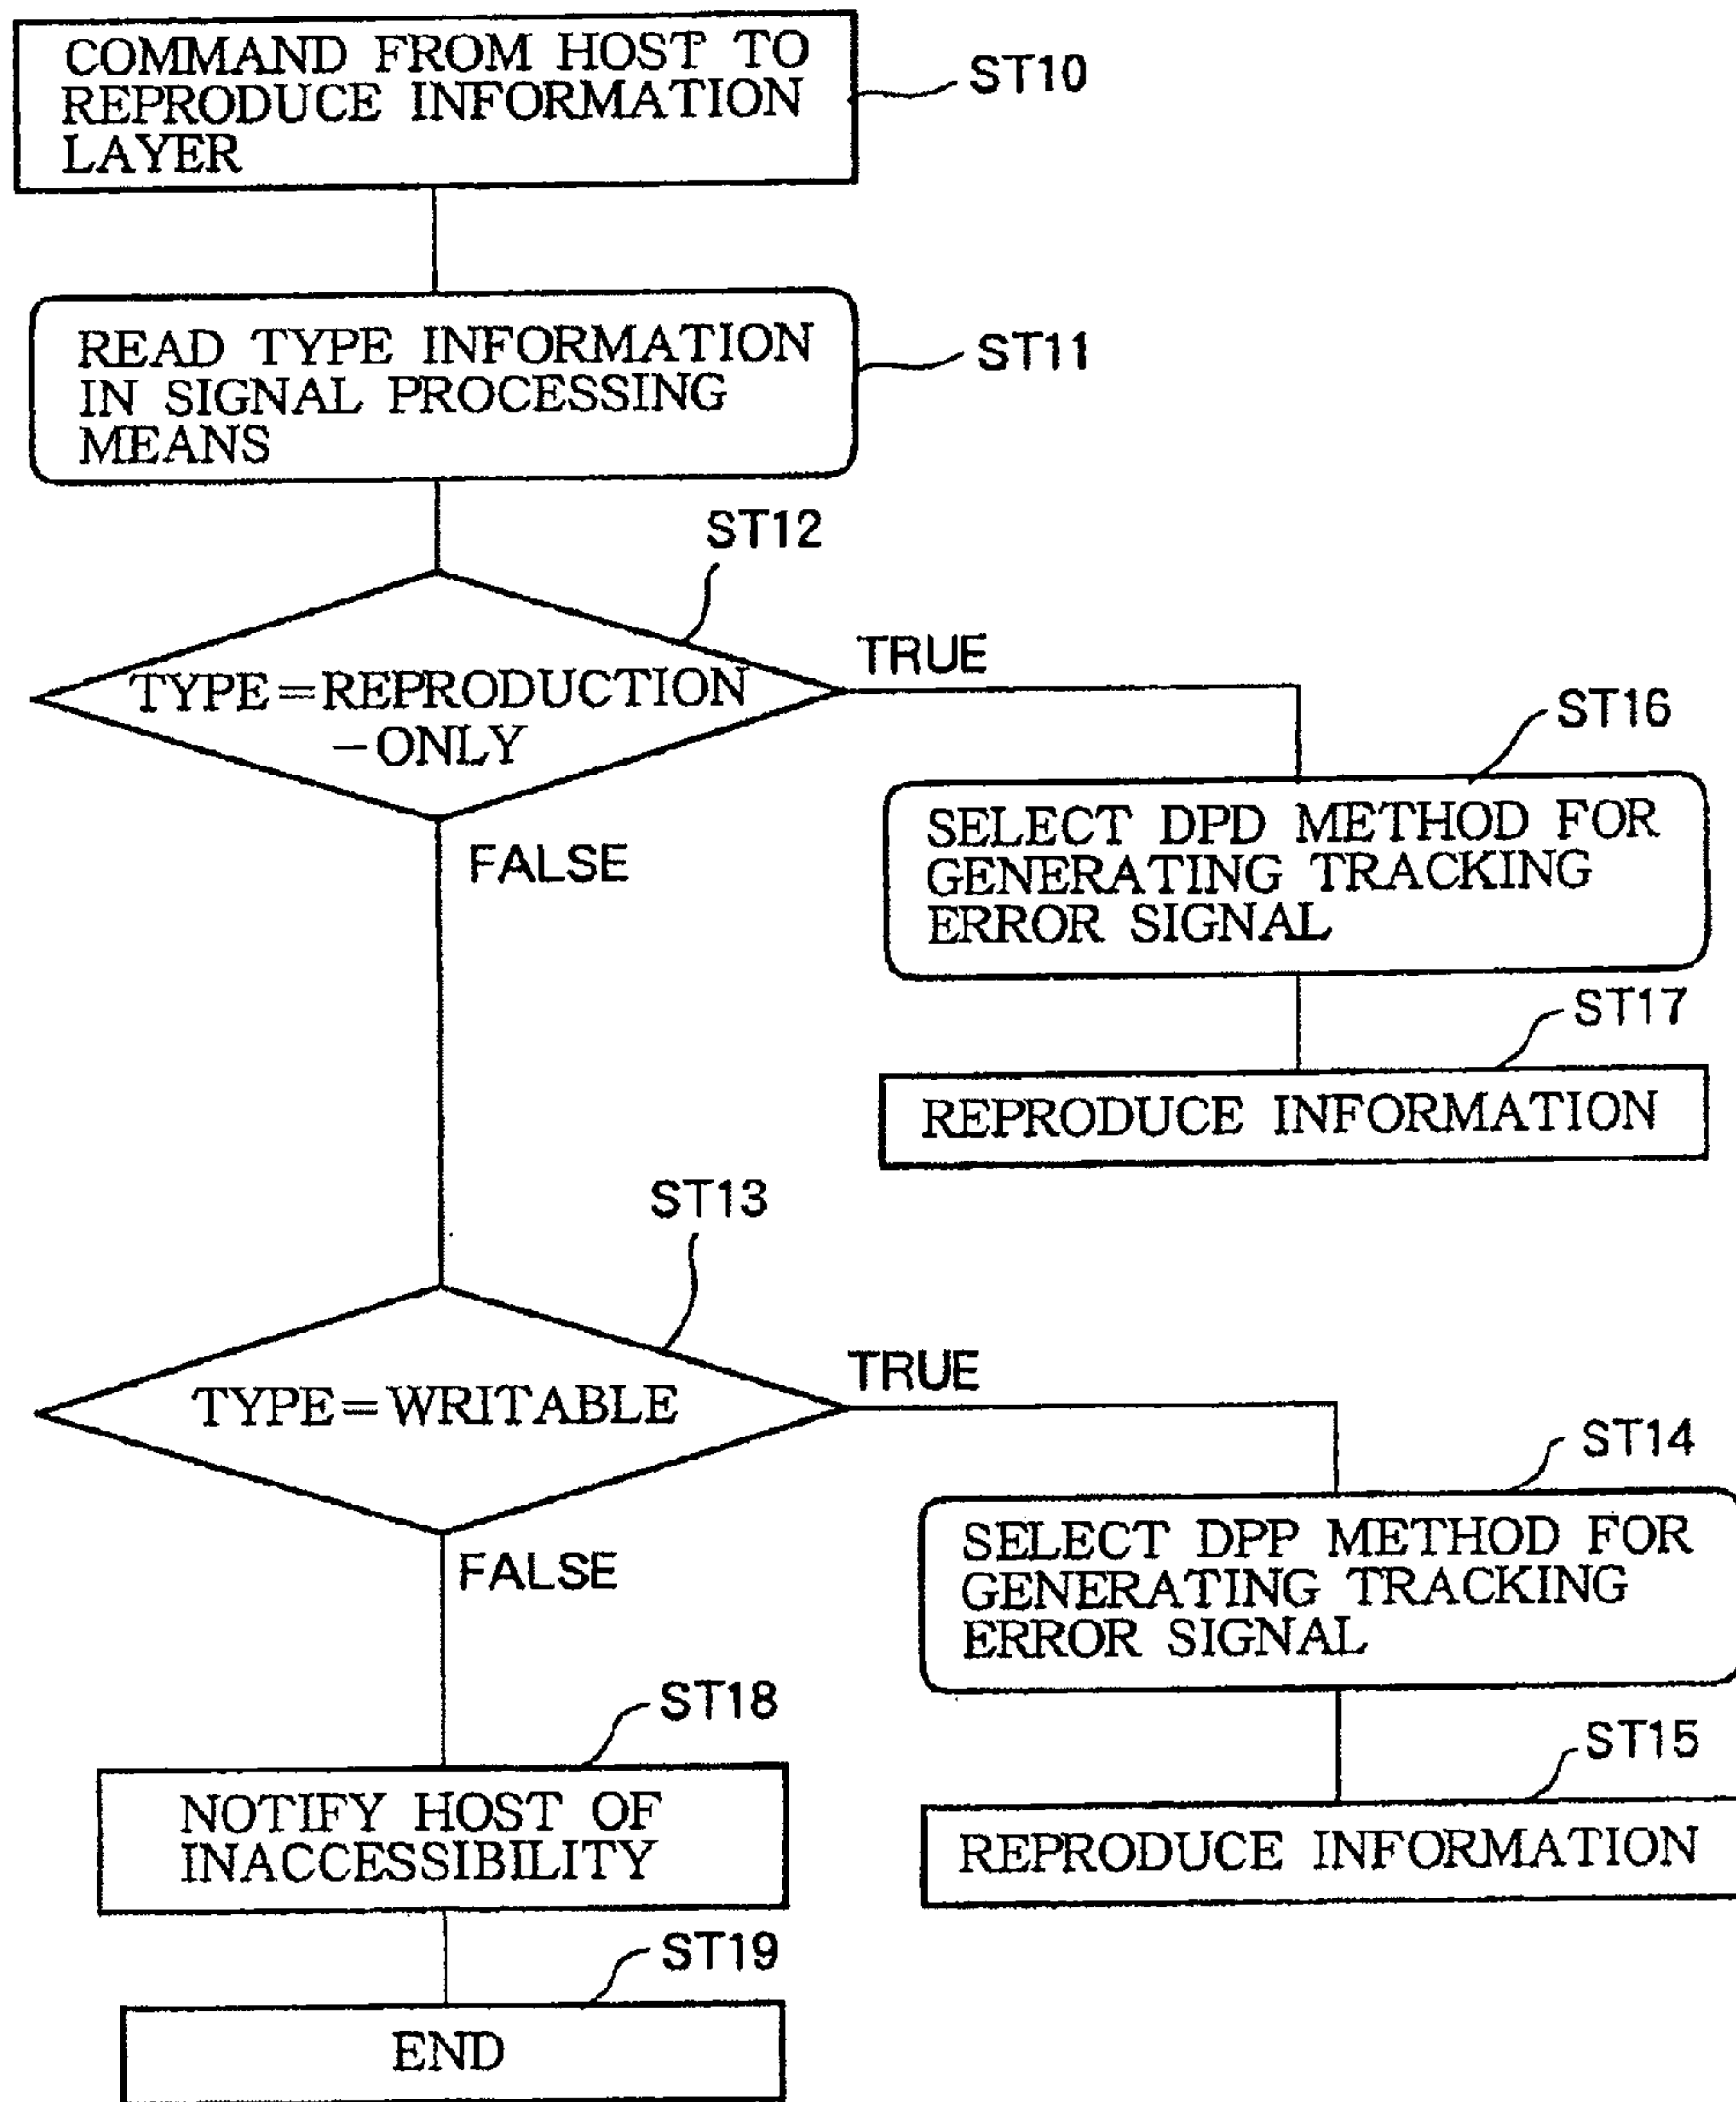 COMMAND FROM HOST TO
REPRODUCE INFORMATION
LAYER
ST10
READ TYPE INFORMATION
IN SIGNAL PROCESSING
MEANS
ST11
ST12
TYPE=REPRODUCTION
-ONLY
TRUE
FALSE
ST16
SELECT DPD METHOD FOR
GENERATING TRACKING
ERROR SIGNAL
ST17
REPRODUCE INFORMATION
ST13
TYPE=WRITABLE
TRUE
FALSE
ST14
SELECT DPP METHOD FOR
GENERATING TRACKING
ERROR SIGNAL
ST15
REPRODUCE INFORMATION
ST18
NOTIFY HOST OF
INACCESSIBILITY
ST19
END